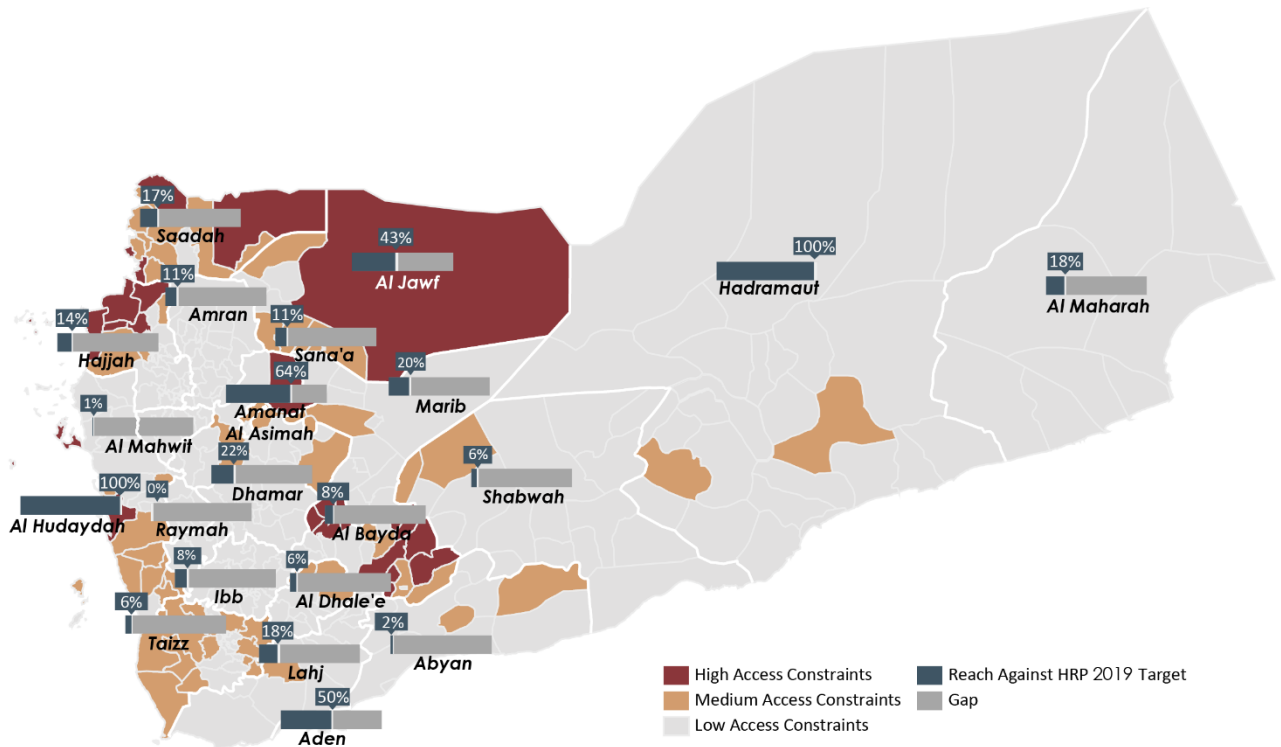 17%
Saadah
43%
Al Jawf
100%
Hadramaut
18%
Al Maharah
11%
Amran
14%
Hajjah
11%
Sana'a
64%
Amanat
Al Asimah
20%
Marib
1%
Al Mahwit
22%
Dhamar
6%
Shabwah
100%
Al Hudaydah
0%
Raymah
8%
Al Bayda
8%
Ibb
6%
Al Dhale'e
6%
Taizz
18%
Lahj
2%
Abyan
50%
Aden
High Access Constraints
Medium Access Constraints
Low Access Constraints
Reach Against HRP 2019 Target
Gap